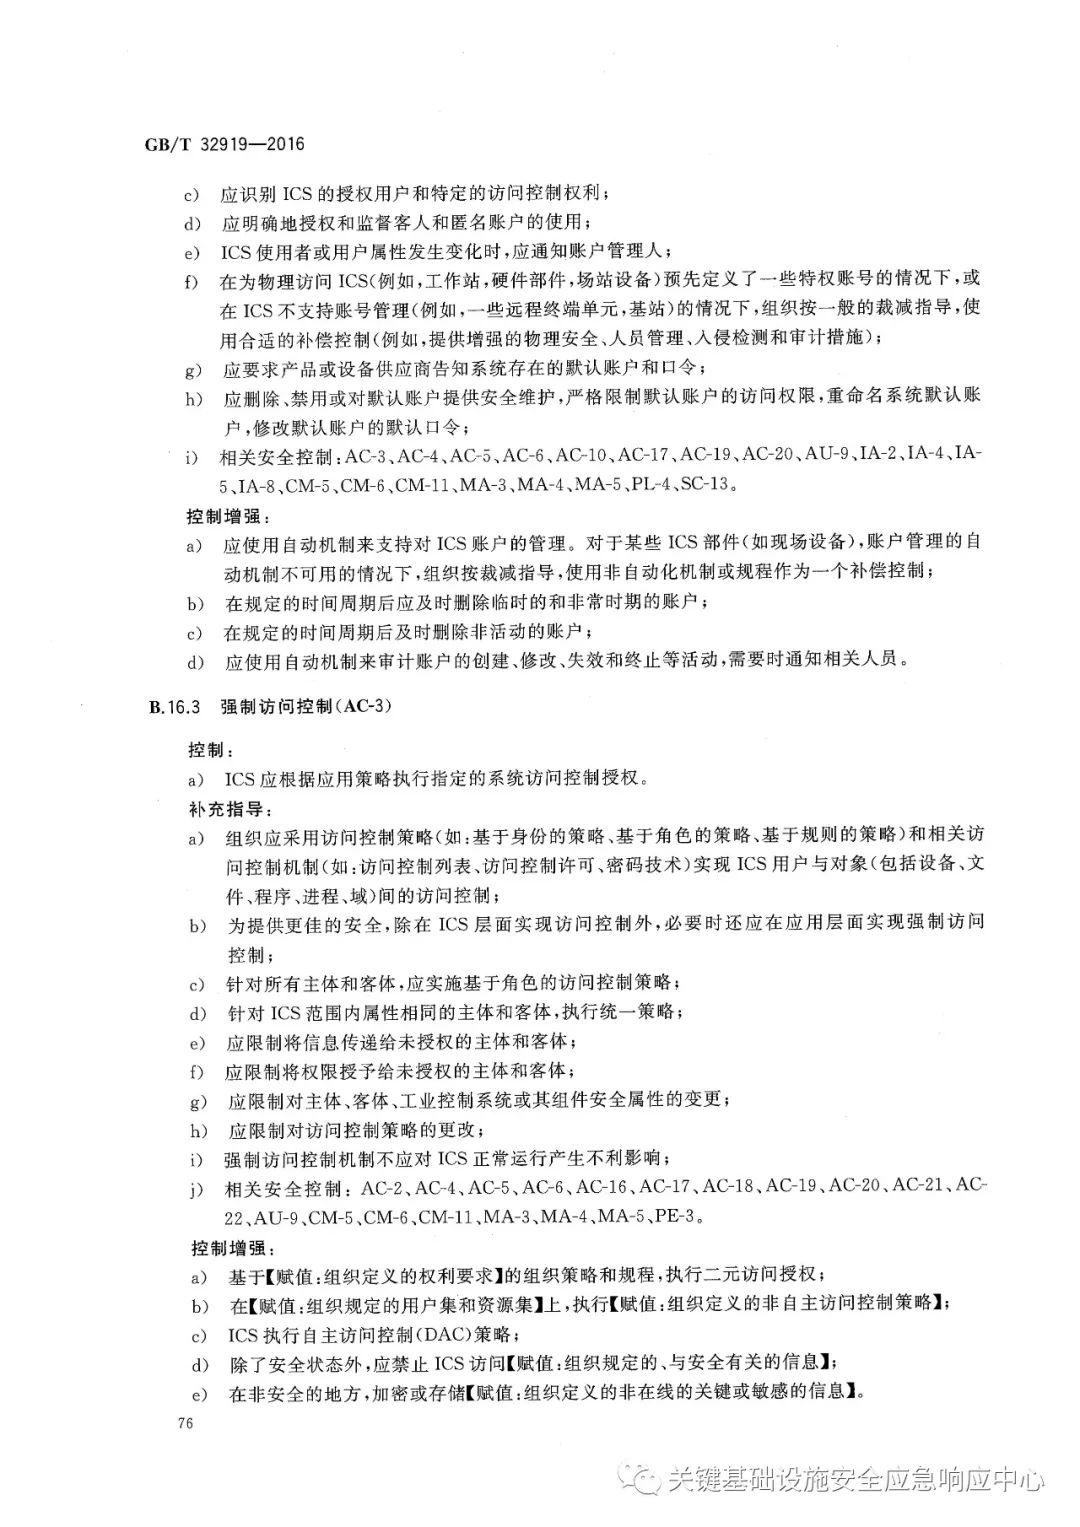 GB/T 32919—2016
c) 应识别 ICS 的授权用户和特定的访问控制权利;
d) 应明确地授权和监督客人和匿名账户的使用;
e) ICS 使用者或用户属性发生变化时,应通知账户管理人;
f) 在为物理访问 ICS(例如,工作站,硬件部件,场站设备)预先定义了一些特权账号的情况下,或
在 ICS 不支持账号管理(例如,一些远程终端单元,基站)的情况下,组织按一般的裁减指导,使
用合适的补偿控制(例如,提供增强的物理安全、人员管理、入侵检测和审计措施);
g) 应要求产品或设备供应商告知系统存在的默认账户和口令;
h) 应删除、禁用或对默认账户提供安全维护,严格限制默认账户的访问权限,重命名系统默认账
户,修改默认账户的默认口令;
i) 相关安全控制:AC-3、AC-4、AC-5、AC-6、AC-10、AC-17、AC-19、AC-20、AU-9、IA-2、IA-4、IA-
5、IA-8、CM-5、CM-6、CM-11、MA-3、MA-4、MA-5、PL-4、SC-13。
控制增强:
a) 应使用自动机制来支持对 ICS 账户的管理。对于某些 ICS 部件(如现场设备),账户管理的自
动机制不可用的情况下,组织按裁减指导,使用非自动化机制或规程作为一个补偿控制;
b) 在规定的时间周期后应及时删除临时的和非常时期的账户;
c) 在规定的时间周期后及时删除非活动的账户;
d) 应使用自动机制来审计账户的创建、修改、失效和终止等活动,需要时通知相关人员。
B.16.3 强制访问控制(AC-3)
控制:
a) ICS 应根据应用策略执行指定的系统访问控制授权。
补充指导:
a) 组织应采用访问控制策略(如:基于身份的策略、基于角色的策略、基于规则的策略)和相关访
问控制机制(如:访问控制列表、访问控制许可、密码技术)实现 ICS 用户与对象(包括设备、文
件、程序、进程、域)间的访问控制;
b) 为提供更佳的安全,除在 ICS 层面实现访问控制外,必要时还应在应用层面实现强制访问
控制;
c) 针对所有主体和客体,应实施基于角色的访问控制策略;
d) 针对 ICS 范围内属性相同的主体和客体,执行统一策略;
e) 应限制将信息传递给未授权的主体和客体;
f) 应限制将权限授予给未授权的主体和客体;
g) 应限制对主体、客体、工业控制系统或其组件安全属性的变更;
h) 应限制对访问控制策略的更改;
i) 强制访问控制机制不应对 ICS 正常运行产生不利影响;
j) 相关安全控制: AC-2、AC-4、AC-5、AC-6、AC-16、AC-17、AC-18、AC-19、AC-20、AC-21、AC-
22、AU-9、CM-5、CM-6、CM-11、MA-3、MA-4、MA-5、PE-3。
控制增强:
a) 基于【赋值:组织定义的权利要求】的组织策略和规程,执行二元访问授权;
b) 在【赋值:组织规定的用户集和资源集】上,执行【赋值:组织定义的非自主访问控制策略】;
c) ICS 执行自主访问控制(DAC)策略;
d) 除了安全状态外,应禁止 ICS 访问【赋值:组织规定的、与安全有关的信息】;
e) 在非安全的地方,加密或存储【赋值:组织定义的非在线的关键或敏感的信息】。
76
关键基础设施安全应急响应中心